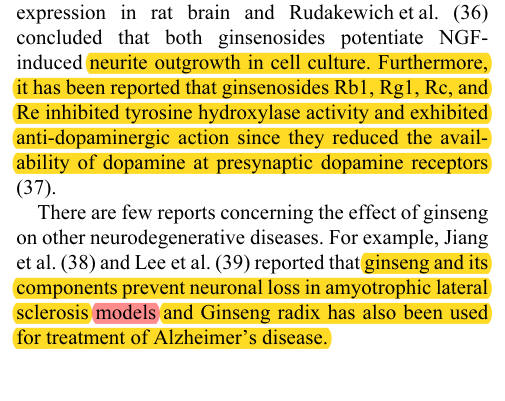 expression in rat brain and Rudakewich et al. (36)
concluded that both ginsenosides potentiate NGF-
induced neurite outgrowth in cell culture. Furthermore,
it has been reported that ginsenosides Rb1, Rg1, Rc, and
Re inhibited tyrosine hydroxylase activity and exhibited
anti-dopaminergic action since they reduced the avail-
ability of dopamine at presynaptic dopamine receptors
(37).
There are few reports concerning the effect of ginseng
on other neurodegenerative diseases. For example, Jiang
et al. (38) and Lee et al. (39) reported that ginseng and its
components prevent neuronal loss in amyotrophic lateral
sclerosis models and Ginseng radix has also been used
for treatment of Alzheimer’s disease.